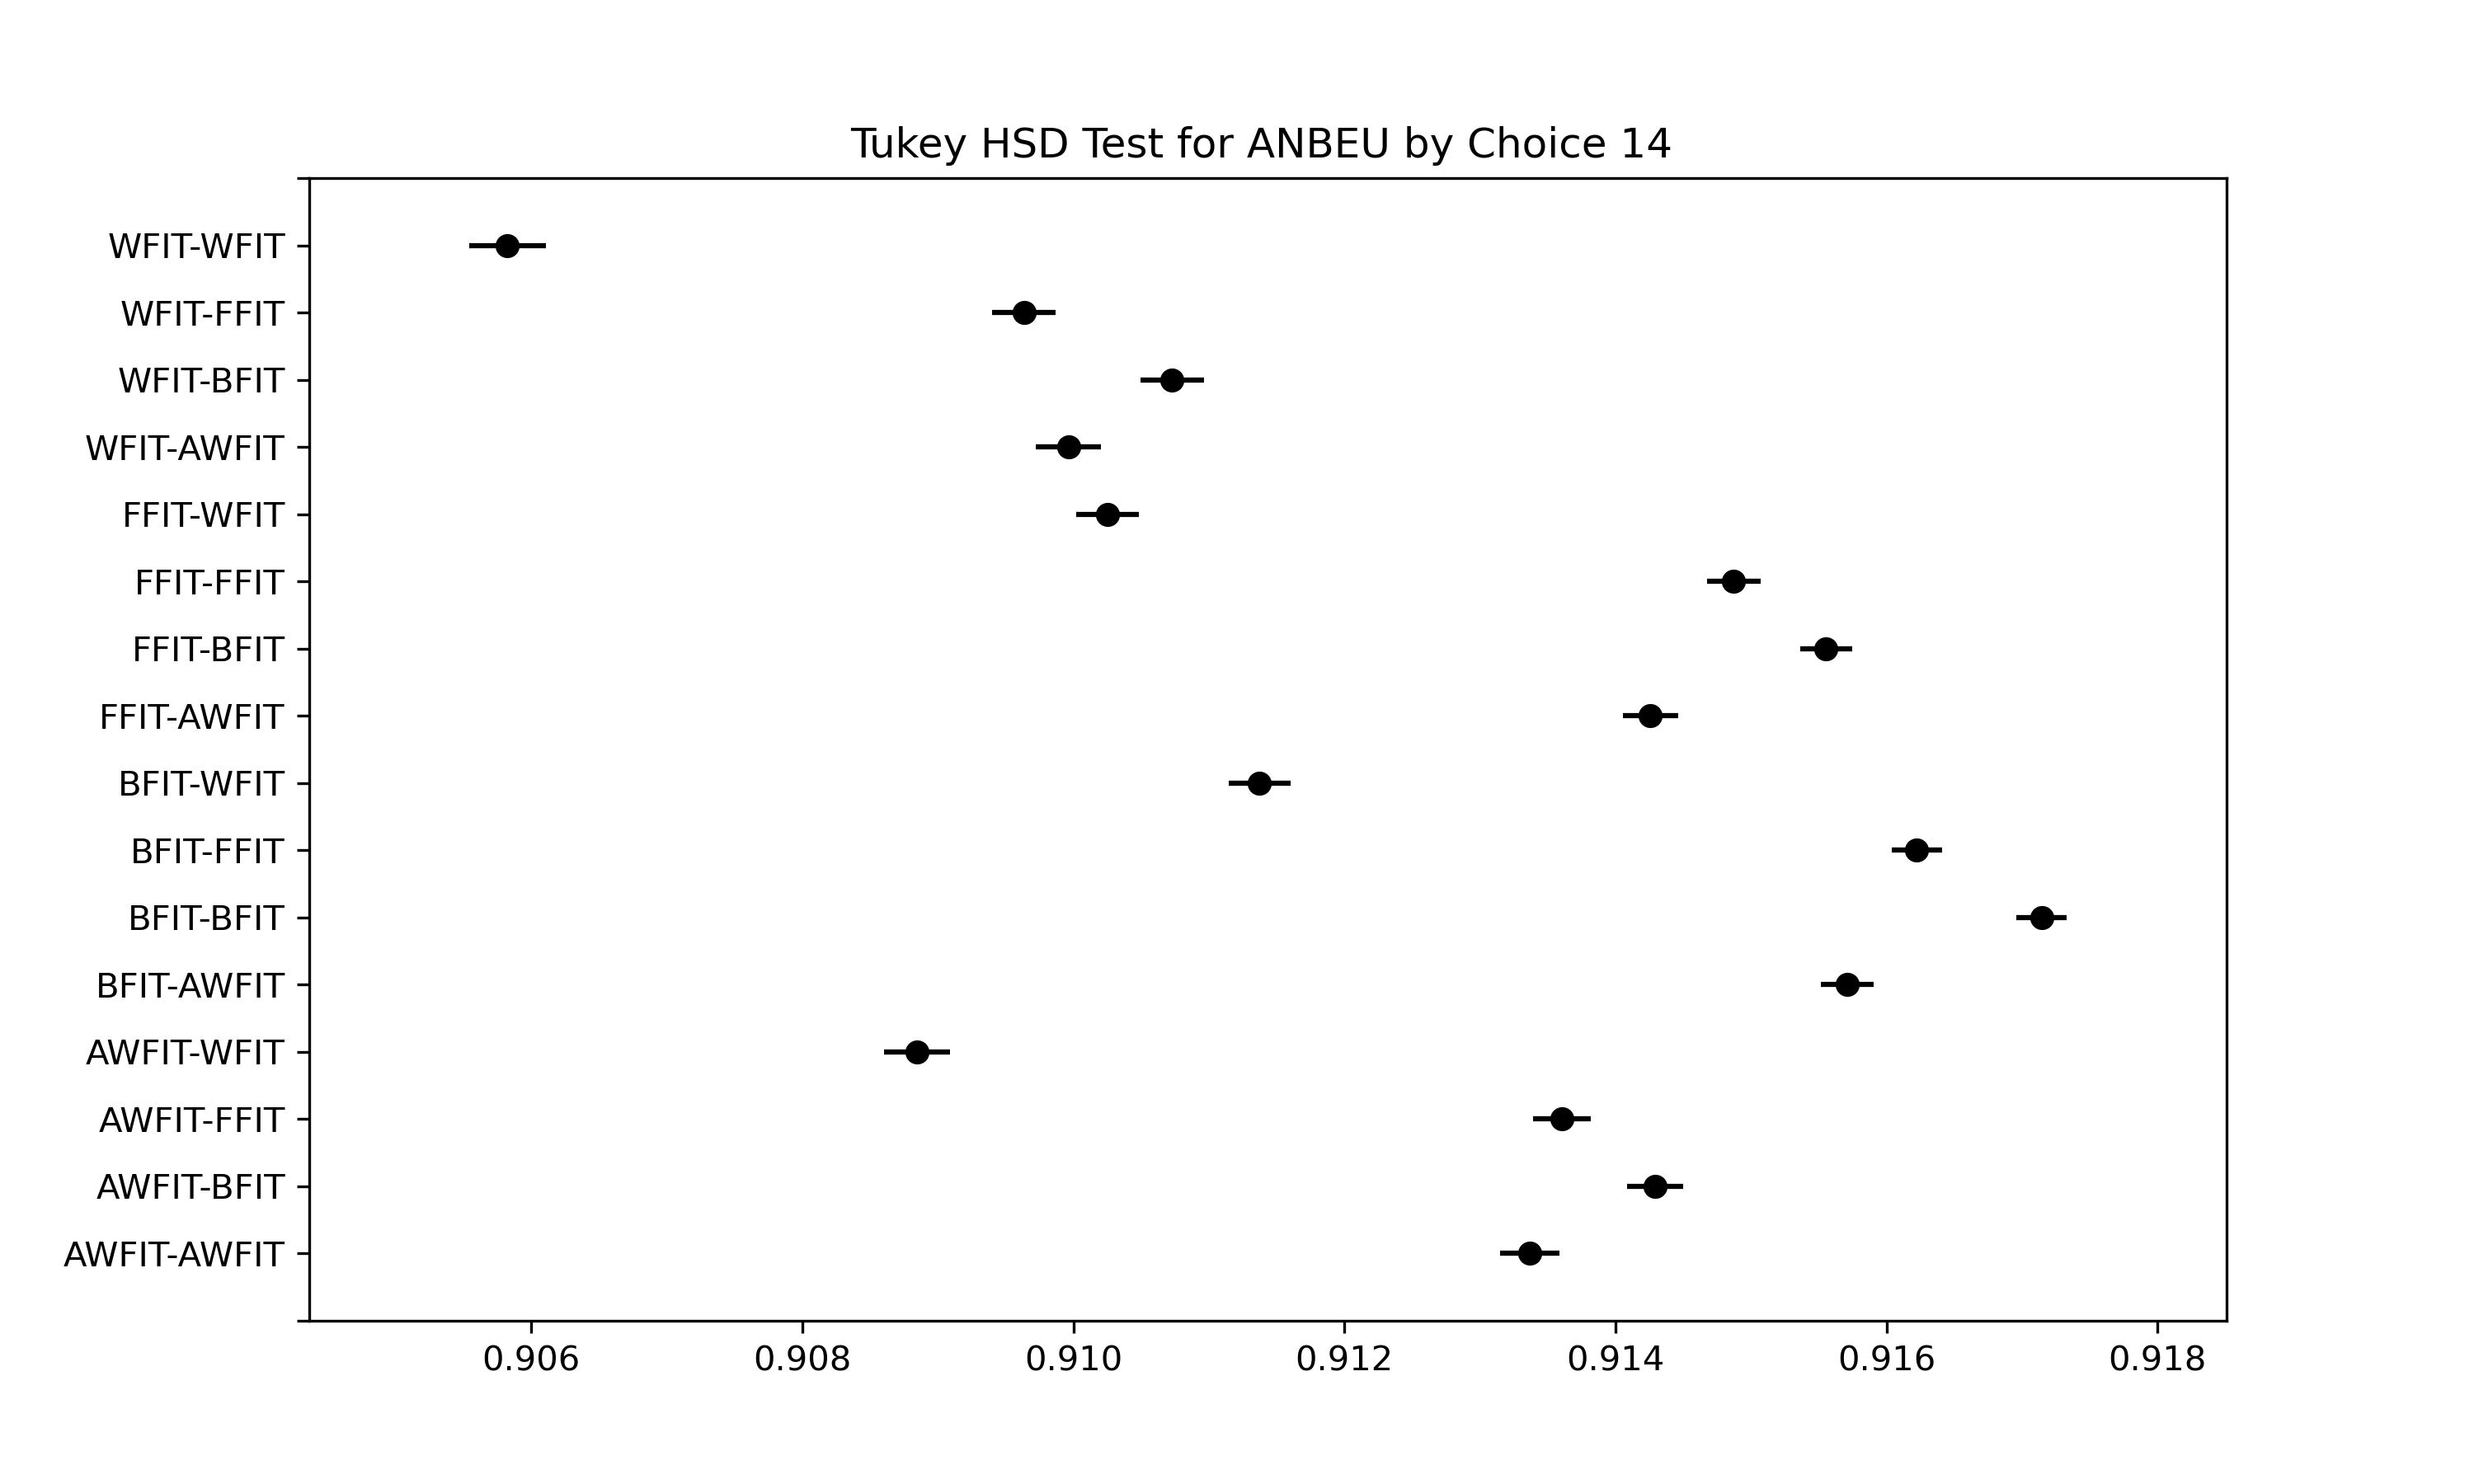 Tukey HSD Test for ANBEU by Choice 14
WFIT-WFIT
WFIT-FFIT
WFIT-BFIT
WFIT-AWFIT
FFIT-WFIT
FFIT-FFIT
FFIT-BFIT
FFIT-AWFIT
BFIT-WFIT
BFIT-FFIT
BFIT-BFIT
BFIT-AWFIT
AWFIT-WFIT
AWFIT-FFIT
AWFIT-BFIT
AWFIT-AWFIT
0.906 0.908 0.910 0.912 0.914 0.916 0.918